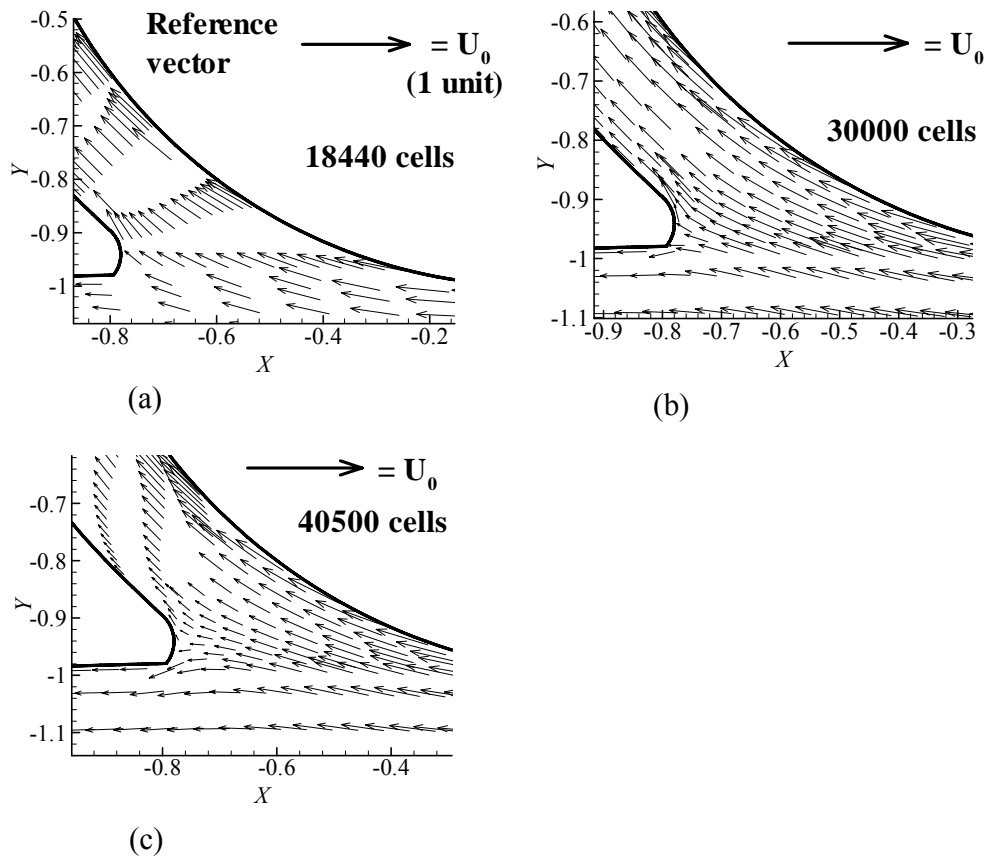 Reference
vector
= U0
(1 unit)
18440 cells
-0.5
-0.6
-0.7
-0.8
-0.9
-1
Y
-0.8
-0.6
-0.4
-0.2
X
(a)
= U0
30000 cells
-0.6
-0.7
-0.8
-0.9
-1
-1.1
Y
-0.9
-0.8
-0.7
-0.6
-0.5
-0.4
-0.3
X
(b)
= U0
40500 cells
-0.7
-0.8
-0.9
-1
-1.1
Y
-0.8
-0.6
-0.4
X
(c)